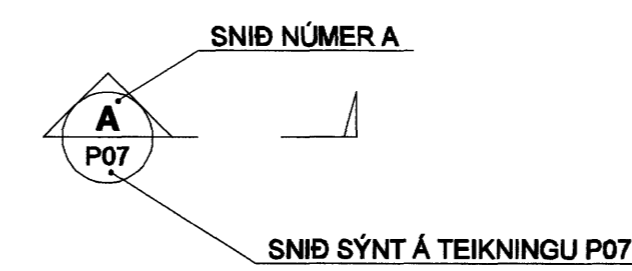 SNIÐ NÚMER A
A
P07
SNIÐ SÝNT Á TEIKNINGU P07